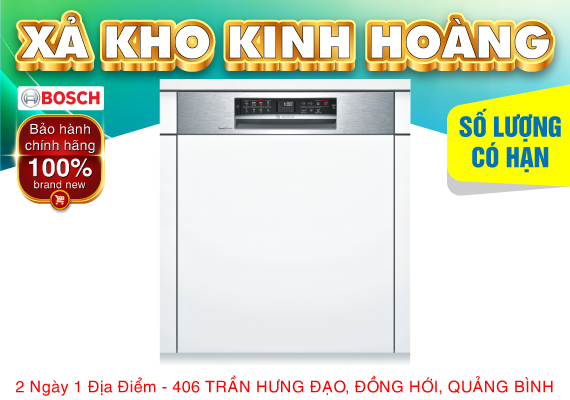 XẢ KHO KINH HOÀNG
BOSCH
Bảo hành
chính hãng
100%
brand new
SỐ LƯỢNG
CÓ HẠN
2 Ngày 1 Địa Điểm - 406 TRẦN HƯNG ĐẠO, ĐỒNG HỚI, QUẢNG BÌNH